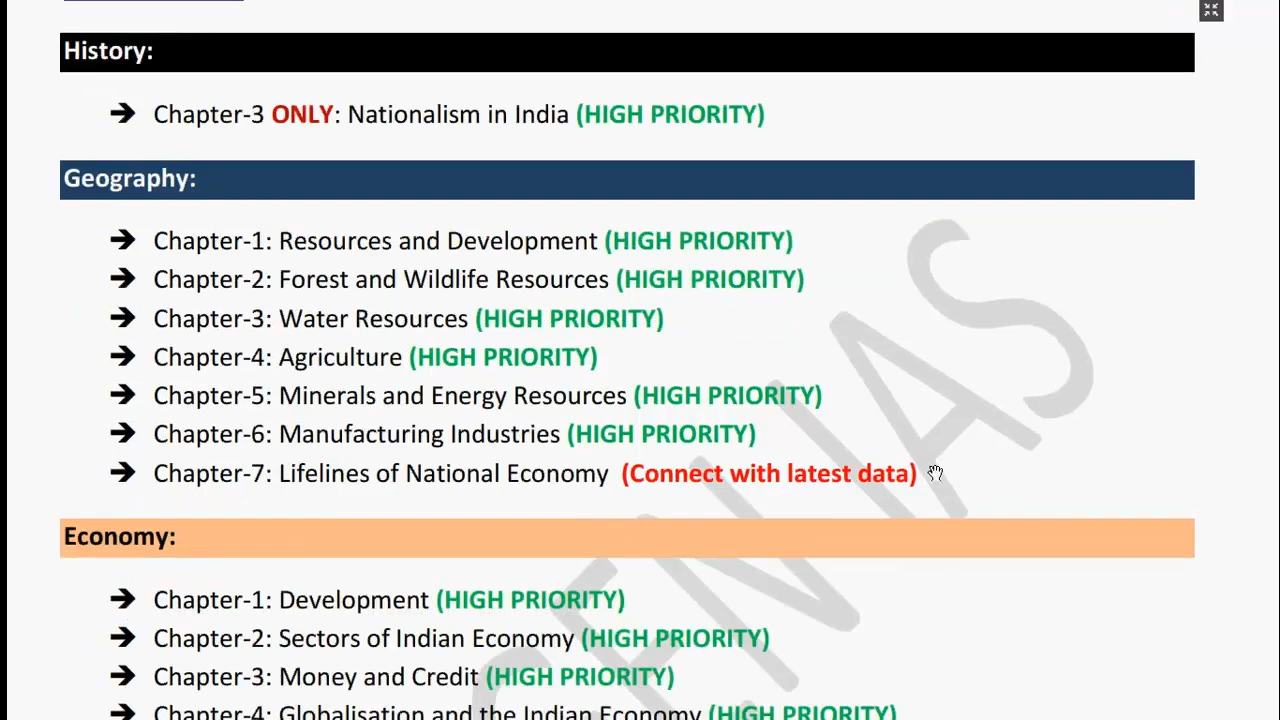 History:
➔ Chapter-3 ONLY: Nationalism in India (HIGH PRIORITY)
Geography:
➔ Chapter-1: Resources and Development (HIGH PRIORITY)
➔ Chapter-2: Forest and Wildlife Resources (HIGH PRIORITY)
➔ Chapter-3: Water Resources (HIGH PRIORITY)
➔ Chapter-4: Agriculture (HIGH PRIORITY)
➔ Chapter-5: Minerals and Energy Resources (HIGH PRIORITY)
➔ Chapter-6: Manufacturing Industries (HIGH PRIORITY)
➔ Chapter-7: Lifelines of National Economy (Connect with latest data)
Economy:
➔ Chapter-1: Development (HIGH PRIORITY)
➔ Chapter-2: Sectors of Indian Economy (HIGH PRIORITY)
➔ Chapter-3: Money and Credit (HIGH PRIORITY)
➔ Chapter-4: Globalisation and the Indian Economy (HIGH PRIORITY)